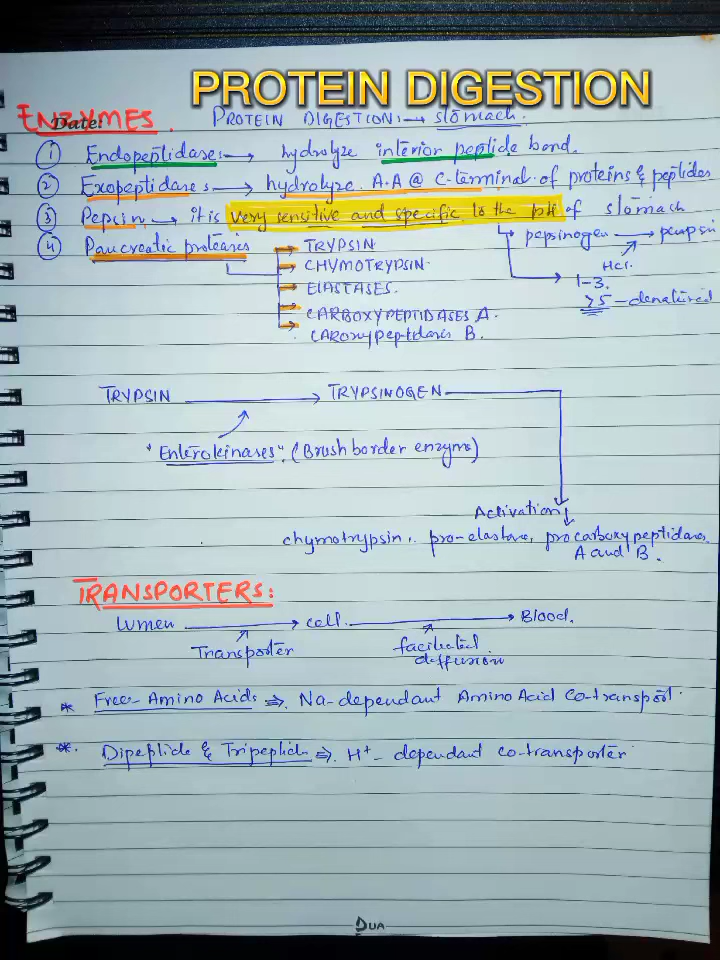 PROTEIN DIGESTION
ENZYMES. Date: PROTEIN DIGESTION: → stomach.
① Endopeptidases → hydrolyze interior peptide bond.
② Exopeptidases → hydrolyze A.A @ C-terminal of proteins & peptides
③ Pepsin → it is very sensitive and specific to the pH of stomach
④ Pancreatic proteases
pepsinogen →
HCl.
1-3.
>5 - denatured
TRYPSIN
CHYMOTRYPSIN.
ELASTASES.
CARBOXYPEPTIDASES A.
B.
TRYPSIN → TRYPSINOGEN
"Enterokinases". (Brush border enzyme)
Activation
chymotrypsin, pro-elastase, procarboxypeptidases
A and B.
TRANSPORTERS:
Lumen → cell → Blood.
Transporter facilitated
diffusion
* Free-Amino Acids ⇒ Na-dependant Amino Acid Co-transport.
* Dipeptide & Tripeptide ⇒ H+ - dependant co-transporter
DUA